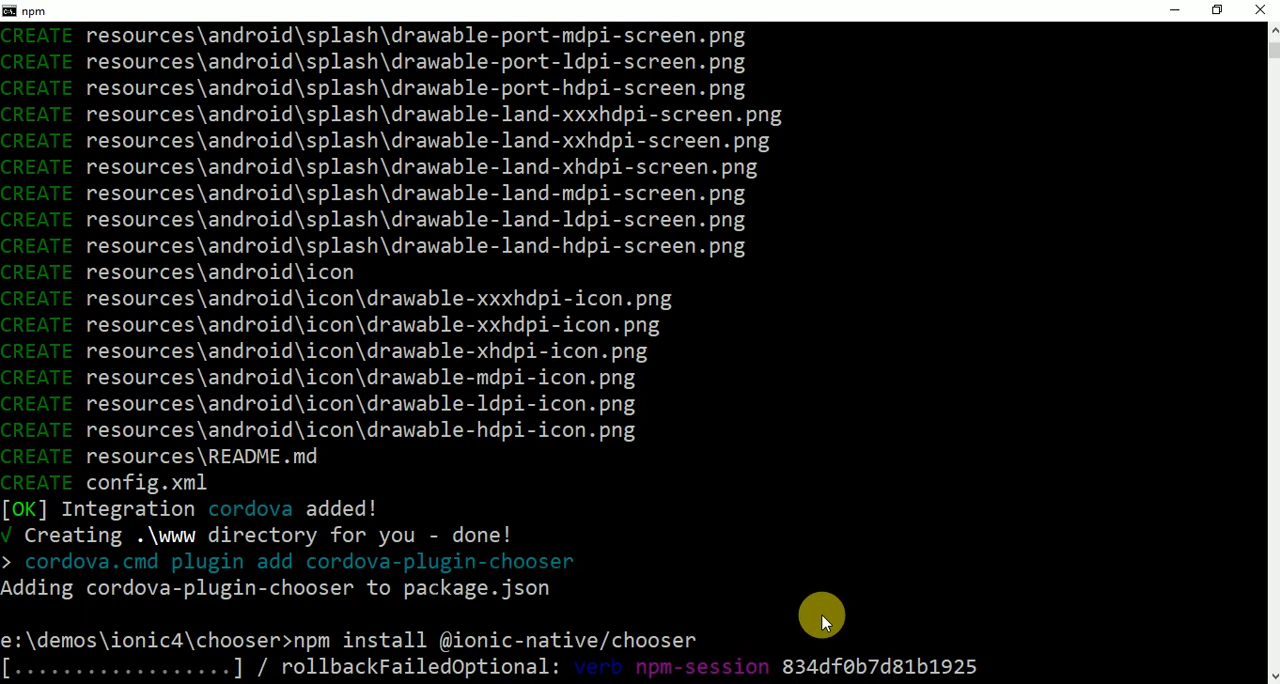 npm
CREATE resources\android\splash\drawable-port-mdpi-screen.png
CREATE resources\android\splash\drawable-port-ldpi-screen.png
CREATE resources\android\splash\drawable-port-hdpi-screen.png
CREATE resources\android\splash\drawable-land-xxxhdpi-screen.png
CREATE resources\android\splash\drawable-land-xxhdpi-screen.png
CREATE resources\android\splash\drawable-land-xhdpi-screen.png
CREATE resources\android\splash\drawable-land-mdpi-screen.png
CREATE resources\android\splash\drawable-land-ldpi-screen.png
CREATE resources\android\splash\drawable-land-hdpi-screen.png
CREATE resources\android\icon
CREATE resources\android\icon\drawable-xxxhdpi-icon.png
CREATE resources\android\icon\drawable-xxhdpi-icon.png
CREATE resources\android\icon\drawable-xhdpi-icon.png
CREATE resources\android\icon\drawable-mdpi-icon.png
CREATE resources\android\icon\drawable-ldpi-icon.png
CREATE resources\android\icon\drawable-hdpi-icon.png
CREATE resources\README.md
CREATE config.xml
[OK] Integration cordova added!
√ Creating .\www directory for you - done!
> cordova.cmd plugin add cordova-plugin-chooser
Adding cordova-plugin-chooser to package.json
e:\demos\ionic4\chooser>npm install @ionic-native/chooser
[..................] / rollbackFailedOptional: verb npm-session 834df0b7d81b1925